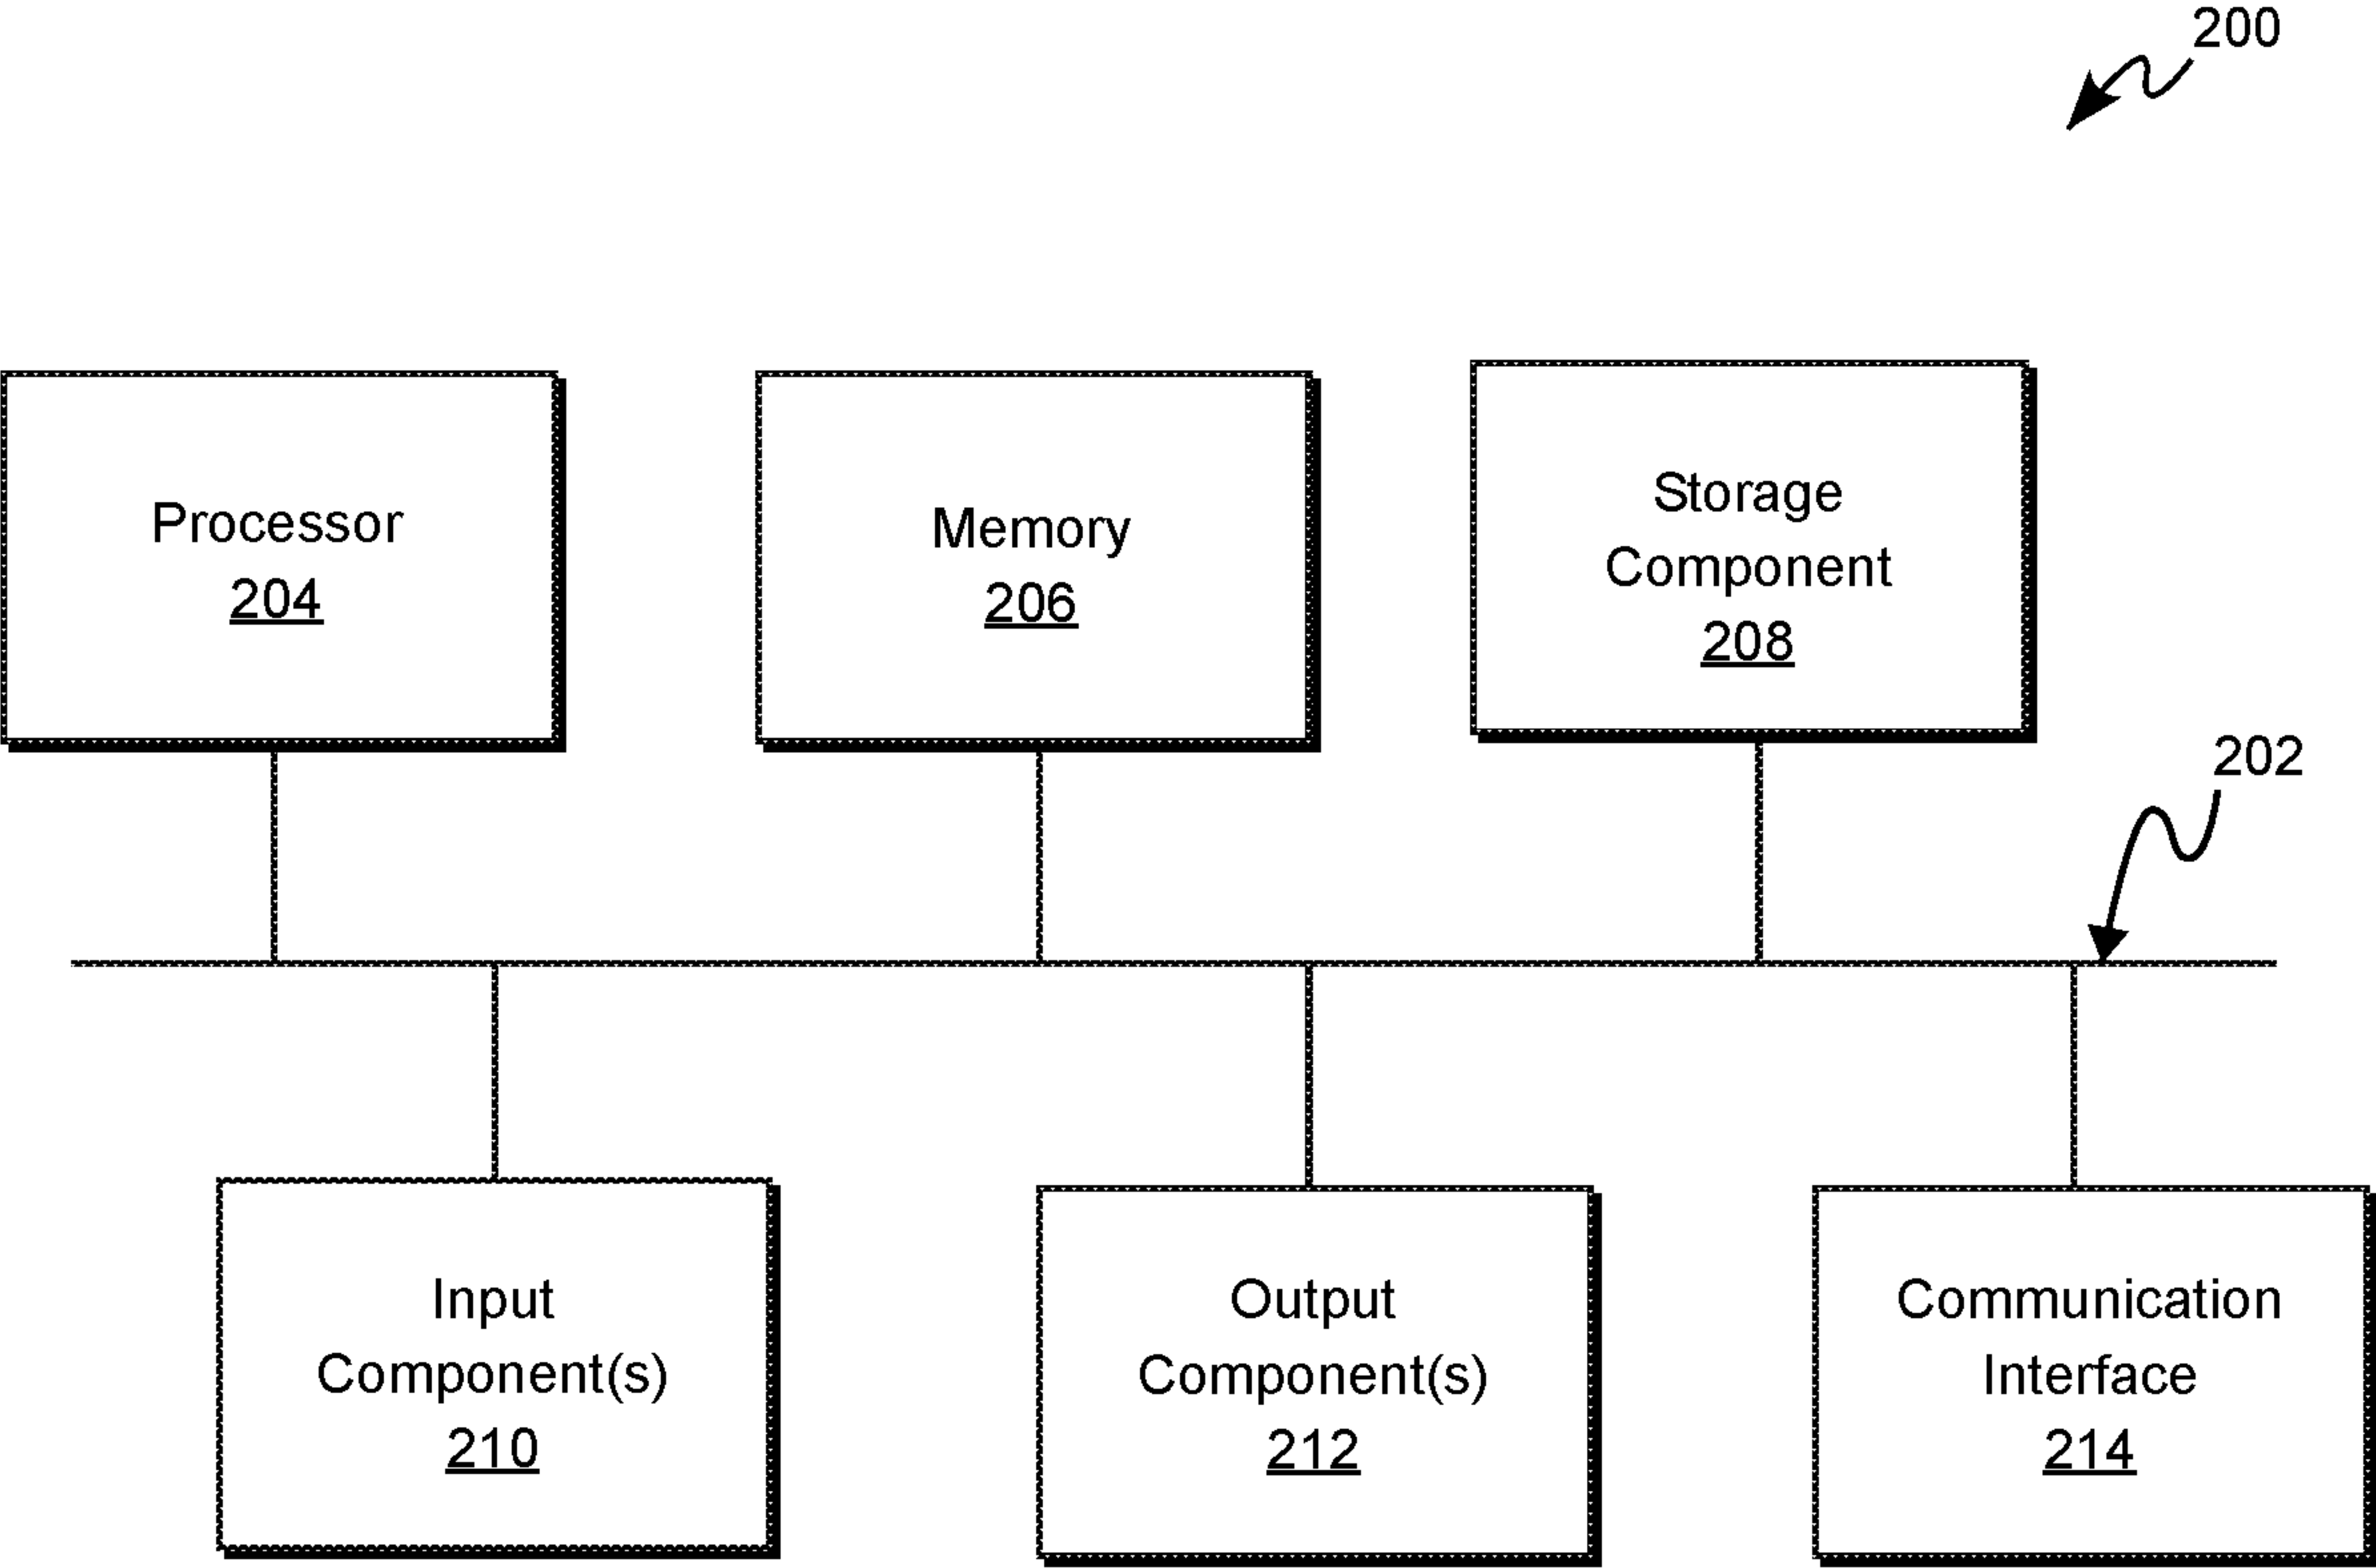 200
Processor
204
Memory
206
Storage
Component
208
202
Input
Component(s)
210
Output
Component(s)
212
Communication
Interface
214